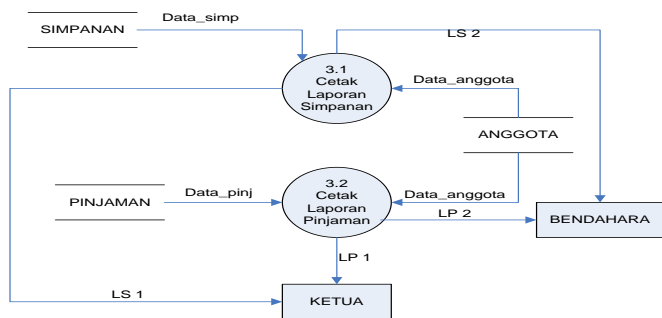 Data_simp
SIMPANAN
LS 2
3.1
Cetak
Laporan
Simpanan
Data_anggota
ANGGOTA
3.2
Cetak
Laporan
Pinjaman
Data_pinj
PINJAMAN
Data_anggota
LP 2
BENDAHARA
LP 1
LS 1
KETUA